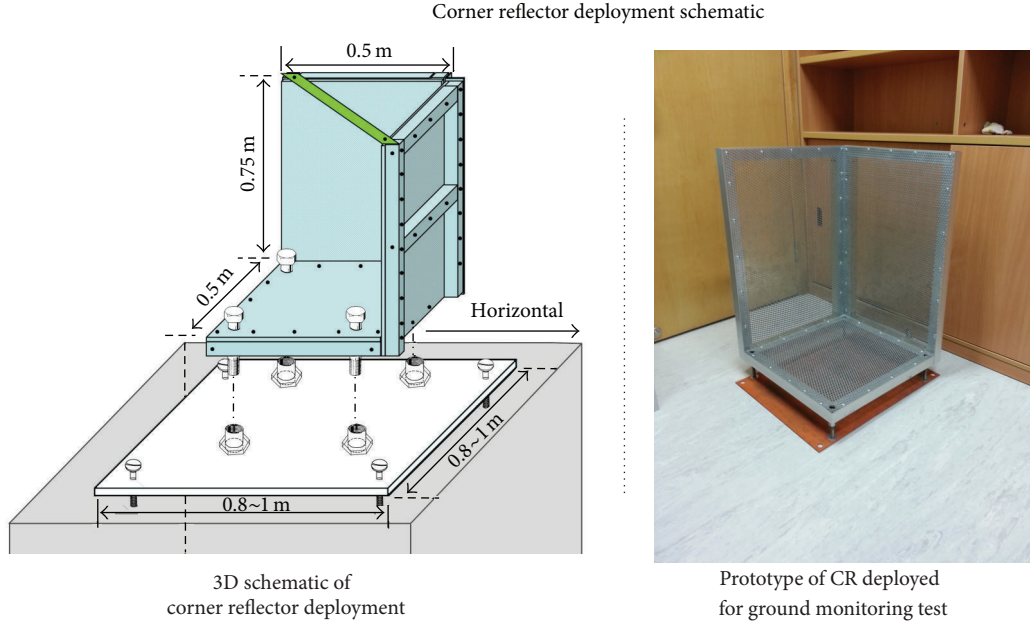 Corner reflector deployment schematic
0.5 m
0.75 m
0.5 m
Horizontal
0.8~1 m
0.8~1 m
3D schematic of
corner reflector deployment
Prototype of CR deployed
for ground monitoring test